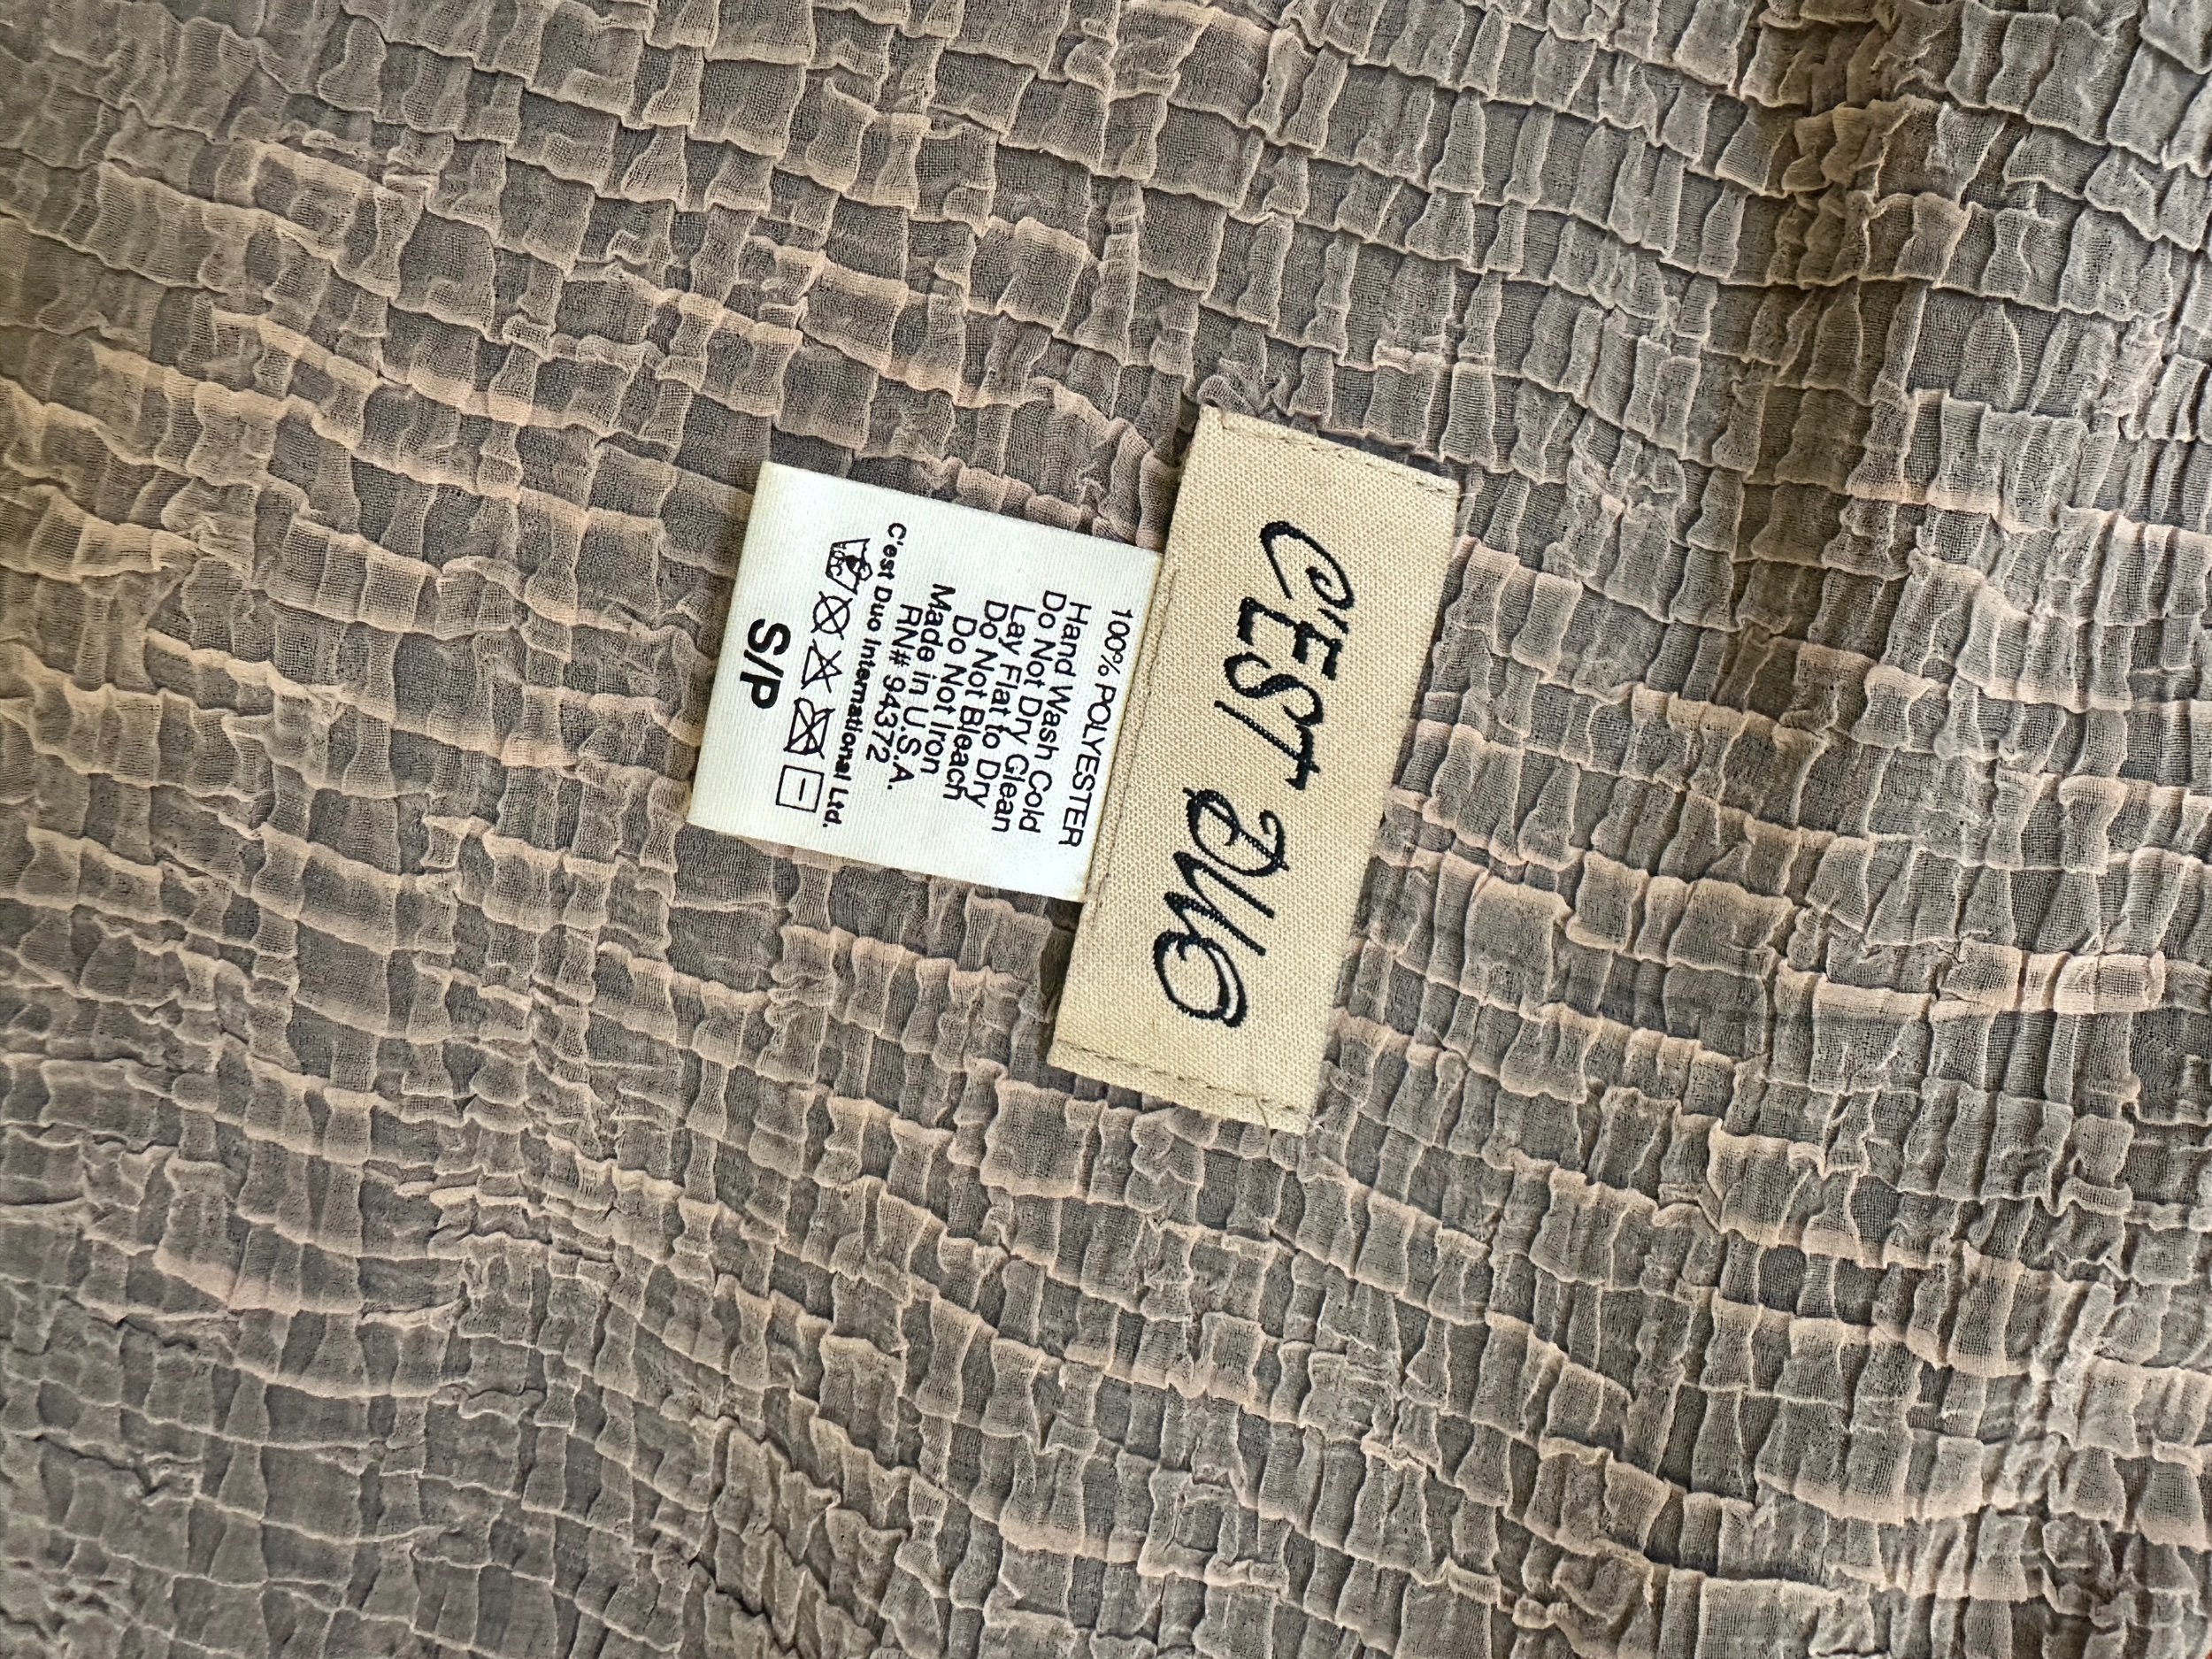 C'EST DUO
100% POLYESTER
Hand Wash Cold
Do Not Dry Clean
Lay Flat to Dry
Do Not Bleach
Do Not Iron
Made in U.S.A.
RN# 94372
C'est Duo International Ltd.
S/P